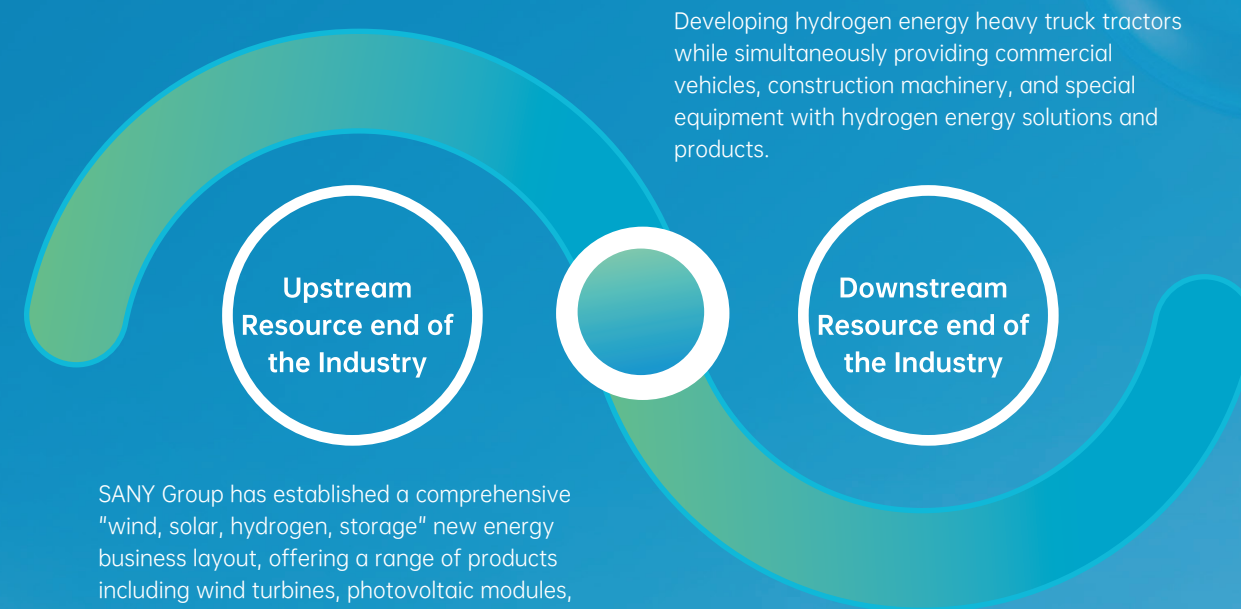 Developing hydrogen energy heavy truck tractors
while simultaneously providing commercial
vehicles, construction machinery, and special
equipment with hydrogen energy solutions and
products.
Upstream
Resource end of
the Industry
Downstream
Resource end of
the Industry
SANY Group has established a comprehensive
"wind, solar, hydrogen, storage" new energy
business layout, offering a range of products
including wind turbines, photovoltaic modules,